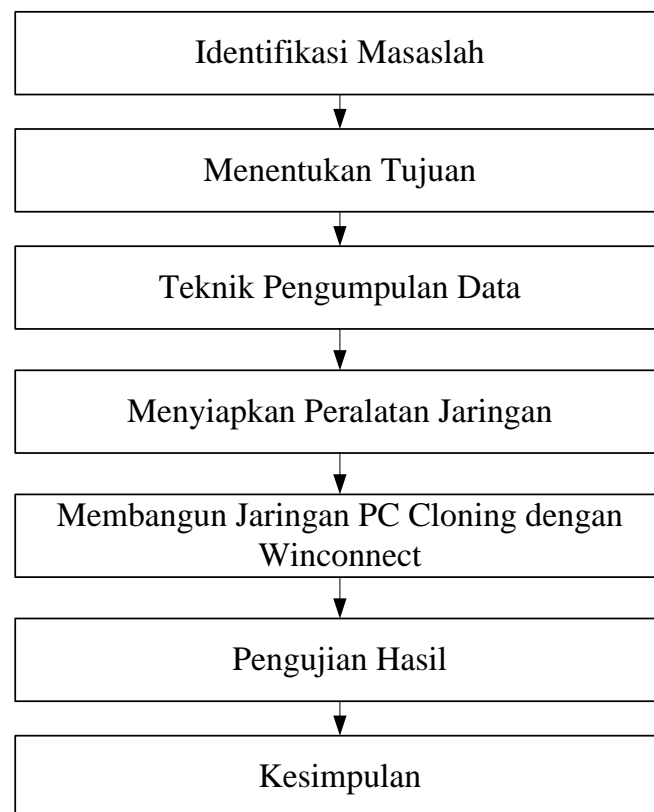 Identifikasi Masaslah
Menentukan Tujuan
Teknik Pengumpulan Data
Menyiapkan Peralatan Jaringan
Membangun Jaringan PC Cloning dengan
Winconnect
Pengujian Hasil
Kesimpulan